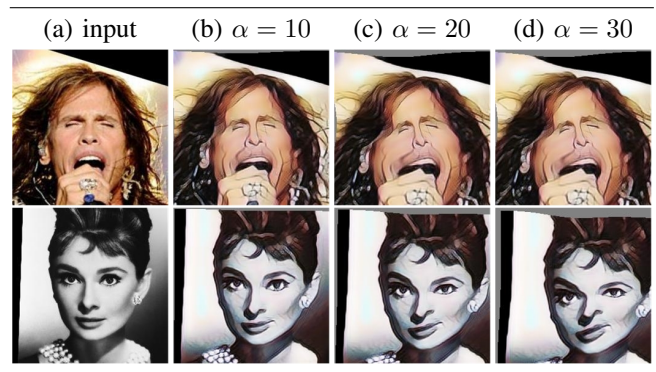 (a) input (b) α = 10 (c) α = 20 (d) α = 30